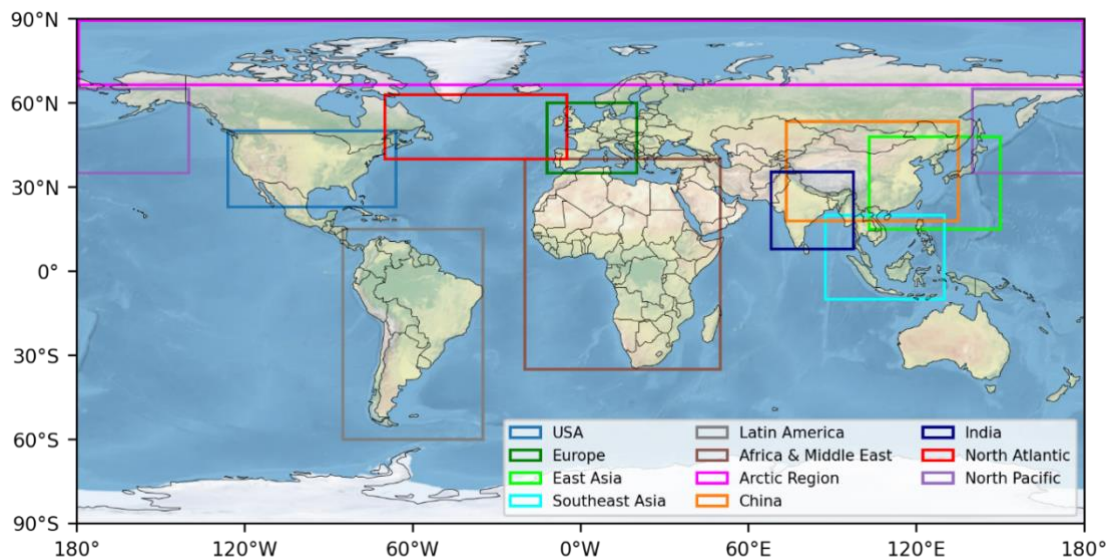 90°N
60°N
30°N
0°
30°S
60°S
90°S
180°
120°W
60°W
0°W
60°E
120°E
180°
USA
Europe
East Asia
Southeast Asia
Latin America
Africa & Middle East
Arctic Region
China
India
North Atlantic
North Pacific